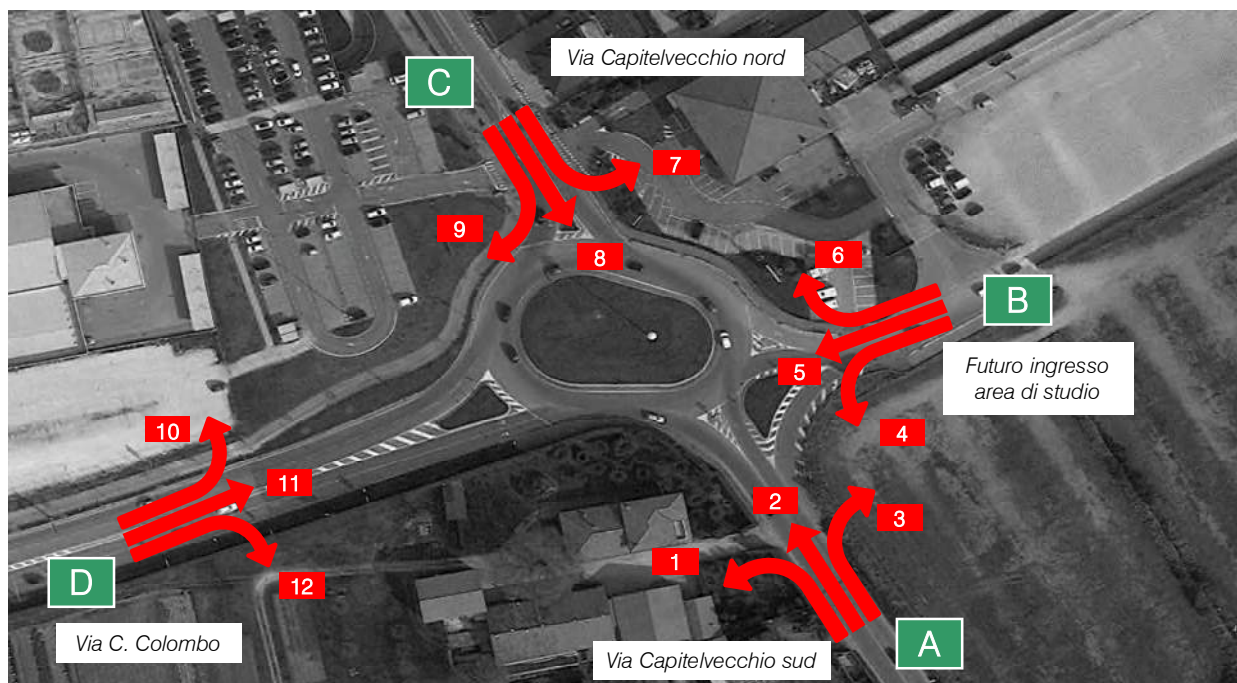 C
Via Capitelvecchio nord
7
9
8
6
B
5
Futuro ingresso
area di studio
10
4
11
2
3
1
D
12
Via C. Colombo
A
Via Capitelvecchio sud